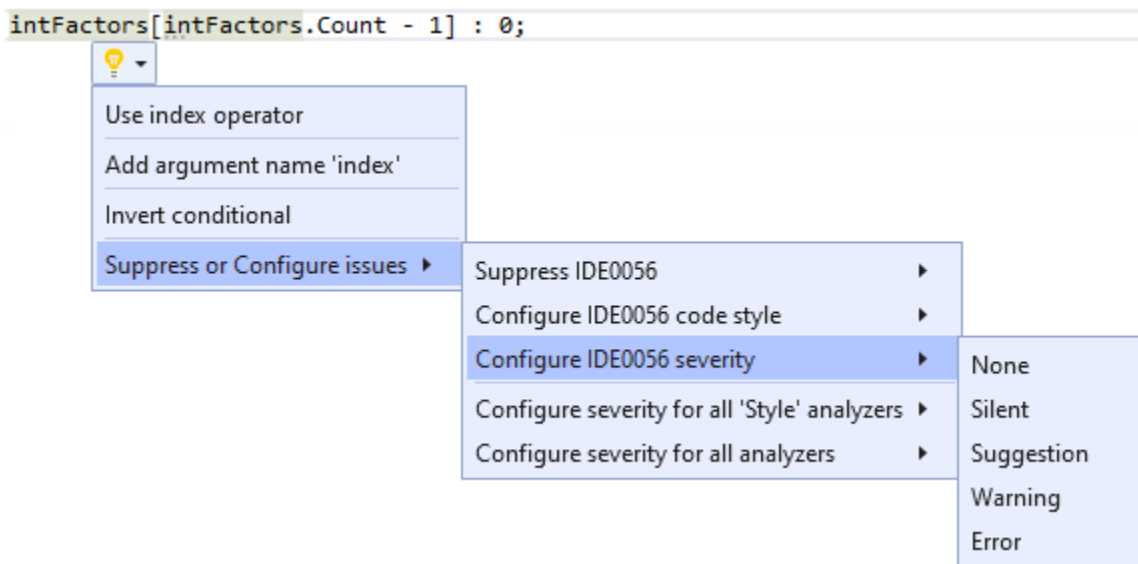 intFactors[intFactors.Count - 1] : 0;
Use index operator
Add argument name 'index'
Invert conditional
Suppress or Configure issues
Suppress IDE0056
Configure IDE0056 code style
Configure IDE0056 severity
Configure severity for all 'Style' analyzers
Configure severity for all analyzers
None
Silent
Suggestion
Warning
Error